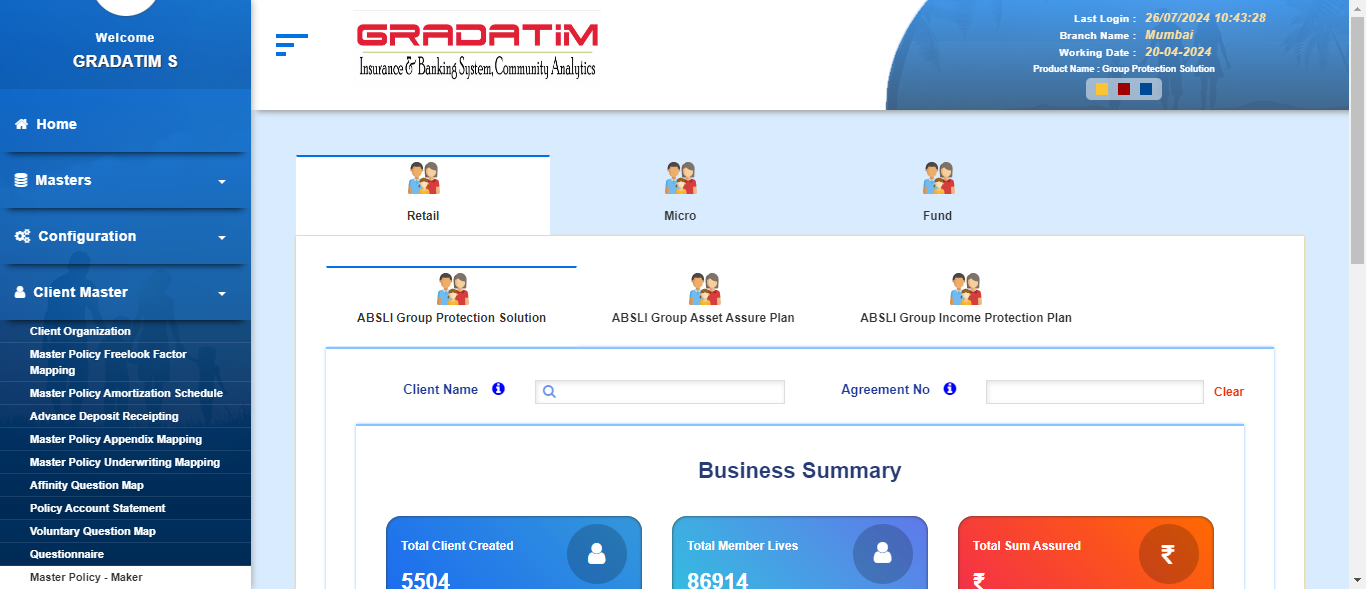 Welcome
GRADATIM S
Home
Masters
Configuration
Client Master
Client Organization
Master Policy Freelook Factor
Mapping
Master Policy Amortization Schedule
Advance Deposit Receipting
Master Policy Appendix Mapping
Master Policy Underwriting Mapping
Affinity Question Map
Policy Account Statement
Voluntary Question Map
Questionnaire
Master Policy - Maker
GRADATIM
Insurance & Banking System, Community Analytics
Last Login : 26/07/2024 10:43:28
Branch Name : Mumbai
Working Date : 20-04-2024
Product Name : Group Protection Solution
Retail
Micro
Fund
ABSLI Group Protection Solution
ABSLI Group Asset Assure Plan
ABSLI Group Income Protection Plan
Client Name
Agreement No
Clear
Business Summary
Total Client Created
5504
Total Member Lives
86914
Total Sum Assured
₹
₹